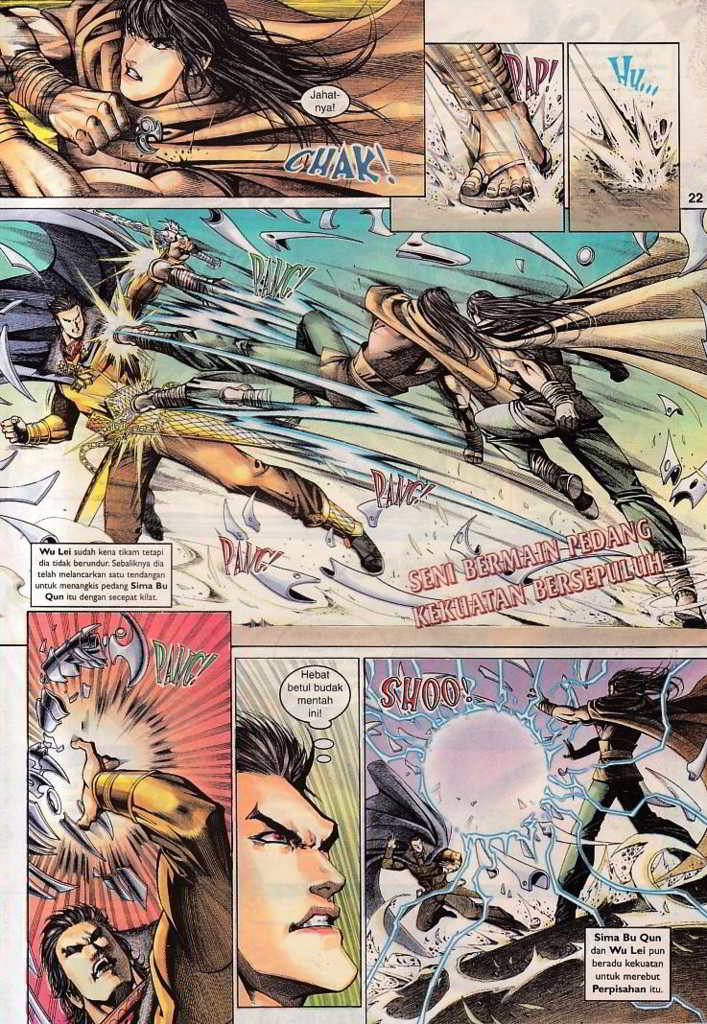 Jahat-
nya!
CHAK!
PAP!
HU...
22
PANG!
PANG!
PANG!
Wu Lei sudah kena tikam tetapi
dia tidak berundur. Sebaliknya dia
telah melancarkan satu tendangan
untuk menangkis pedang Sima Bu
Qun itu dengan secepat kilat.
SENI BERMAIN PEDANG
KEKUATAN BERSEPULUH
PANG!
Hebat
betul budak
mentah
ini!
SHOO!
Sima Bu Qun
dan Wu Lei pun
beradu kekuatan
untuk merebut
Perpisahan itu.